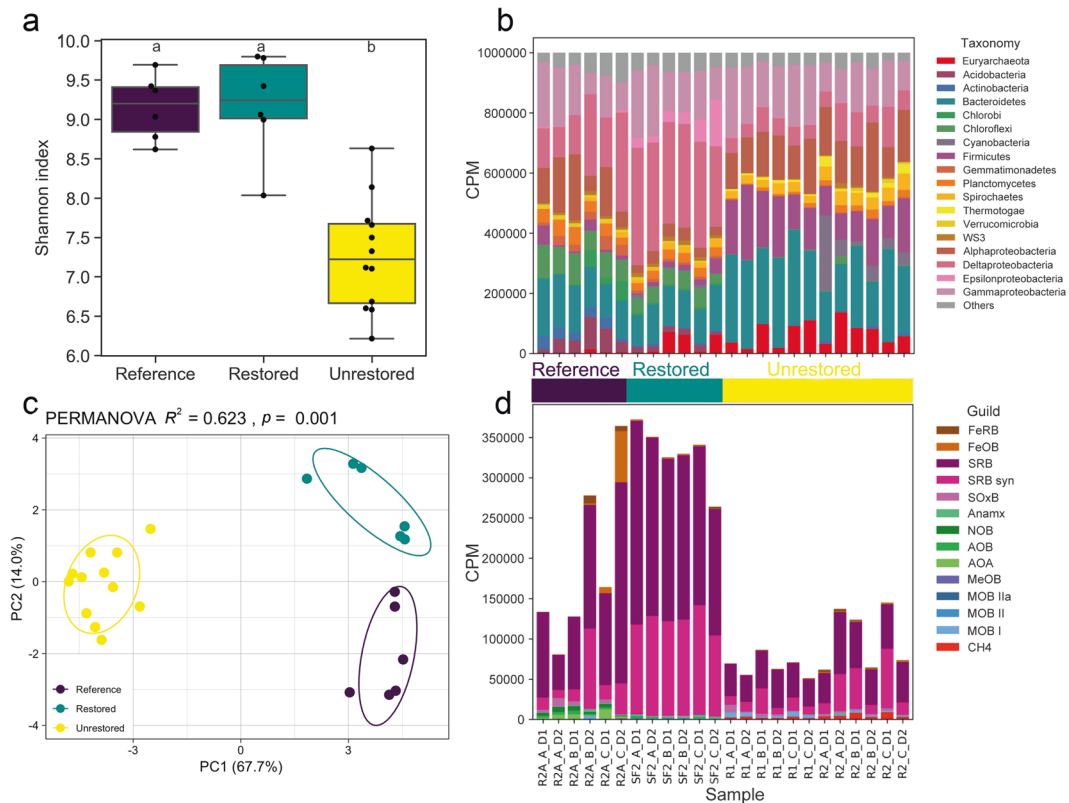 a
10.0
9.5
9.0
8.5
8.0
7.5
7.0
6.5
6.0
Shannon index
a a b
Reference Restored Unrestored
b
1000000
800000
600000
400000
200000
0
CPM
Taxonomy
Euryarchaeota
Acidobacteria
Actinobacteria
Bacteroidetes
Chlorobi
Chloroflexi
Cyanobacteria
Firmicutes
Gemmatimonadetes
Planctomycetes
Spirochaetes
Thermotogae
Verrucomicrobia
WS3
Alphaproteobacteria
Deltaproteobacteria
Epsilonproteobacteria
Gammaproteobacteria
Others
Reference Restored Unrestored
c
PERMANOVA R² = 0.623 , p = 0.001
4
2
0
-2
-4
PC2 (14.0%)
Reference
Restored
Unrestored
-3 0 3
PC1 (67.7%)
d
350000
300000
250000
200000
150000
100000
50000
0
CPM
Guild
FeRB
FeOB
SRB
SRB syn
SOxB
Anamx
NOB
AOB
AOA
MeOB
MOB IIa
MOB II
MOB I
CH4
R2A_A_D1
R2A_A_D2
R2A_B_D1
R2A_B_D2
R2A_C_D1
R2A_C_D2
SF2_A_D1
SF2_A_D2
SF2_B_D1
SF2_B_D2
SF2_C_D1
SF2_C_D2
R1_A_D1
R1_A_D2
R1_B_D1
R1_B_D2
R1_C_D1
R1_C_D2
R2_A_D1
R2_A_D2
R2_B_D1
R2_B_D2
R2_C_D1
R2_C_D2
Sample